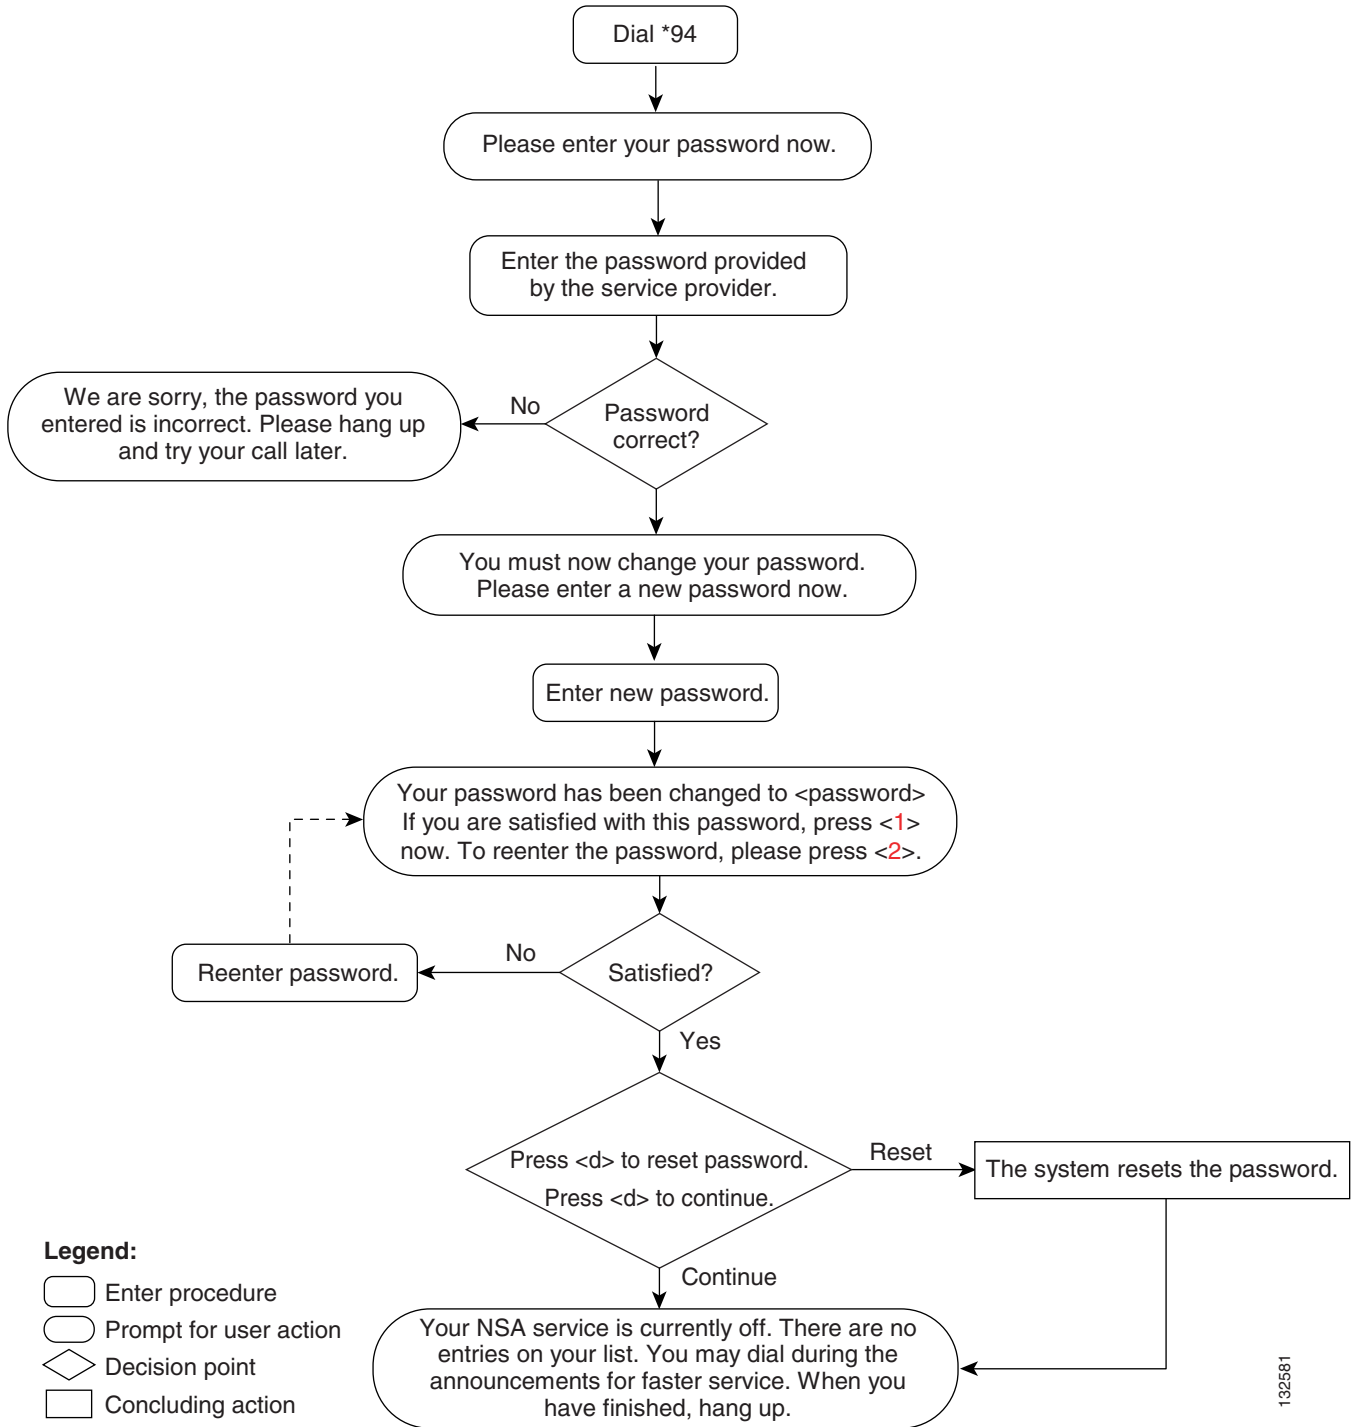 Dial *94
Please enter your password now.
Enter the password provided
by the service provider.
We are sorry, the password you
entered is incorrect. Please hang up
and try your call later.
No
Password
correct?
You must now change your password.
Please enter a new password now.
Enter new password.
Your password has been changed to <password>
If you are satisfied with this password, press <1>
now. To reenter the password, please press <2>.
Reenter password.
No
Satisfied?
Yes
Press <d> to reset password.
Press <d> to continue.
Reset
The system resets the password.
Continue
Your NSA service is currently off. There are no
entries on your list. You may dial during the
announcements for faster service. When you
have finished, hang up.
Legend:
Enter procedure
Prompt for user action
Decision point
Concluding action
132581